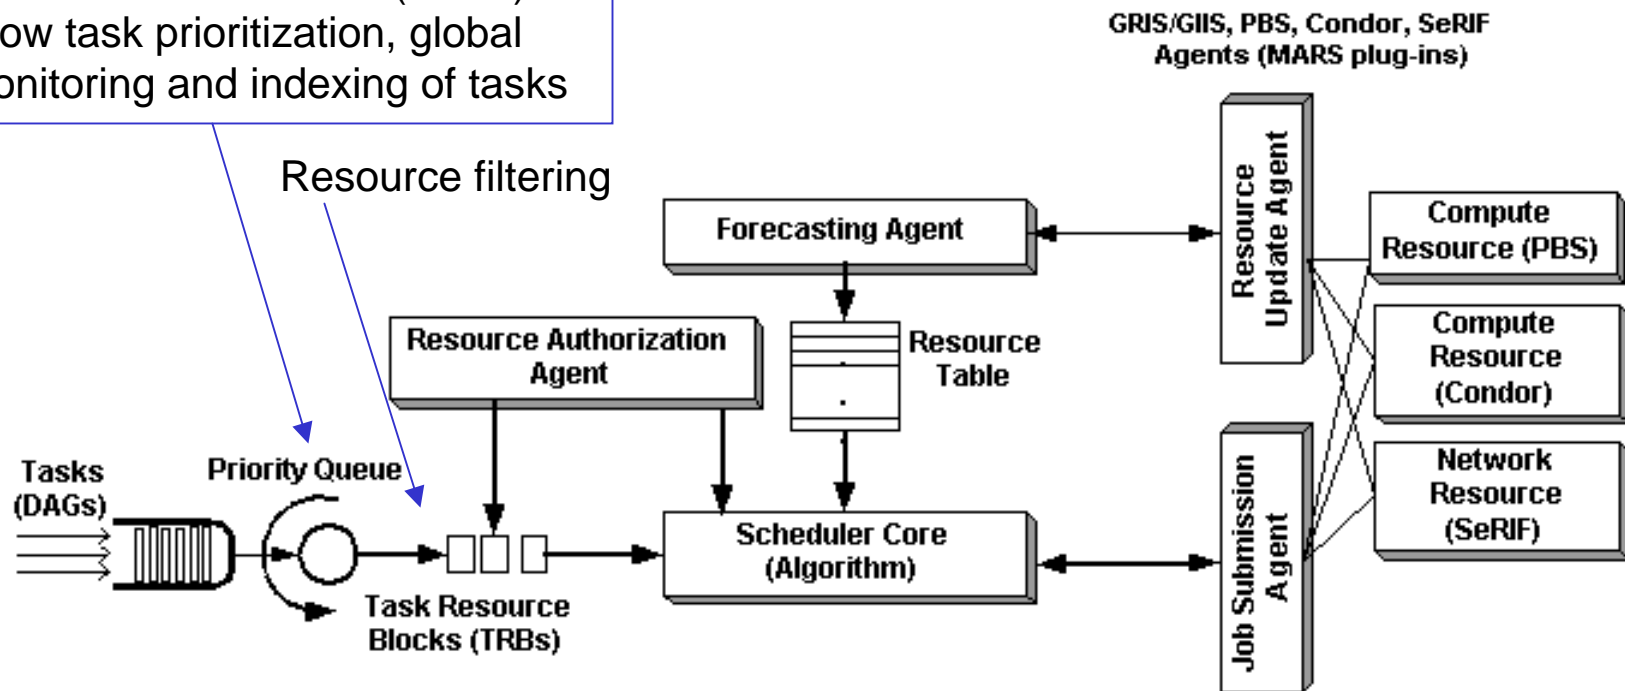 ow task prioritization, global
onitoring and indexing of tasks
GRIS/GIIS, PBS, Condor, SeRIF
Agents (MARS plug-ins)
Resource filtering
Forecasting Agent
Resource
Update Agent
Compute
Resource (PBS)
Compute
Resource
(Condor)
Network
Resource
(SeRIF)
Resource Authorization
Agent
Resource
Table
Tasks
(DAGs)
Priority Queue
Task Resource
Blocks (TRBs)
Scheduler Core
(Algorithm)
Job Submission
Agent